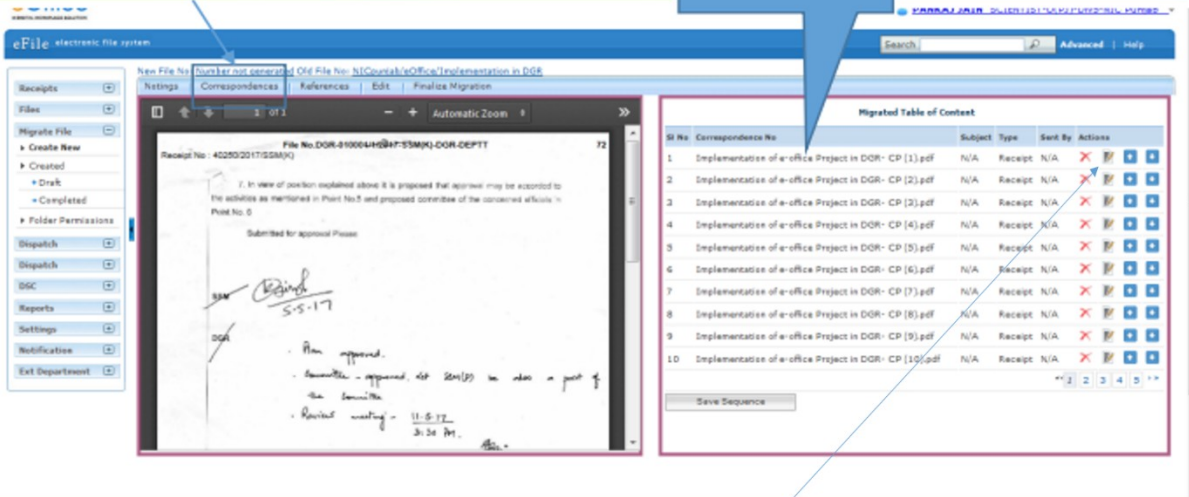 eOffice
PANKAJ JAIN
eFile electronic file system
Search
Advanced | Help
New File No: Number not generated Old File No: NICpunjab/eOffice/Implementation in DGR
Notings | Correspondences | References | Edit | Finalize Migration
Receipts
Files
Migrate File
Create New
Created
Draft
Completed
Folder Permissions
Dispatch
Dispatch
DSC
Reports
Settings
Notification
Ext Department
1 of 1
Automatic Zoom
72
Receipt No : 40250/2017/SSM(K)
7. In view of position explained above it is proposed that approval may be accorded to
the activities as mentioned in Point No.5 and proposed committee of the concerned officials in
Point No. 6
Submitted for approval Please.
SSM
5-5-17
DGR
Plan approved.
Committee - approved. Let SSM(P) be also a part of
the committee
Review meeting - 11-5-17
3:30 PM.
Migrated Table of Content
Sl No Correspondence No Subject Type Sent By Actions
1 Implementation of e-office Project in DGR- CP (1).pdf N/A Receipt N/A
2 Implementation of e-office Project in DGR- CP (2).pdf N/A Receipt N/A
3 Implementation of e-office Project in DGR- CP (3).pdf N/A Receipt N/A
4 Implementation of e-office Project in DGR- CP (4).pdf N/A Receipt N/A
5 Implementation of e-office Project in DGR- CP (5).pdf N/A Receipt N/A
6 Implementation of e-office Project in DGR- CP (6).pdf N/A Receipt N/A
7 Implementation of e-office Project in DGR- CP (7).pdf N/A Receipt N/A
8 Implementation of e-office Project in DGR- CP (8).pdf N/A Receipt N/A
9 Implementation of e-office Project in DGR- CP (9).pdf N/A Receipt N/A
10 Implementation of e-office Project in DGR- CP (10).pdf N/A Receipt N/A
1 2 3 4 5
Save Sequence